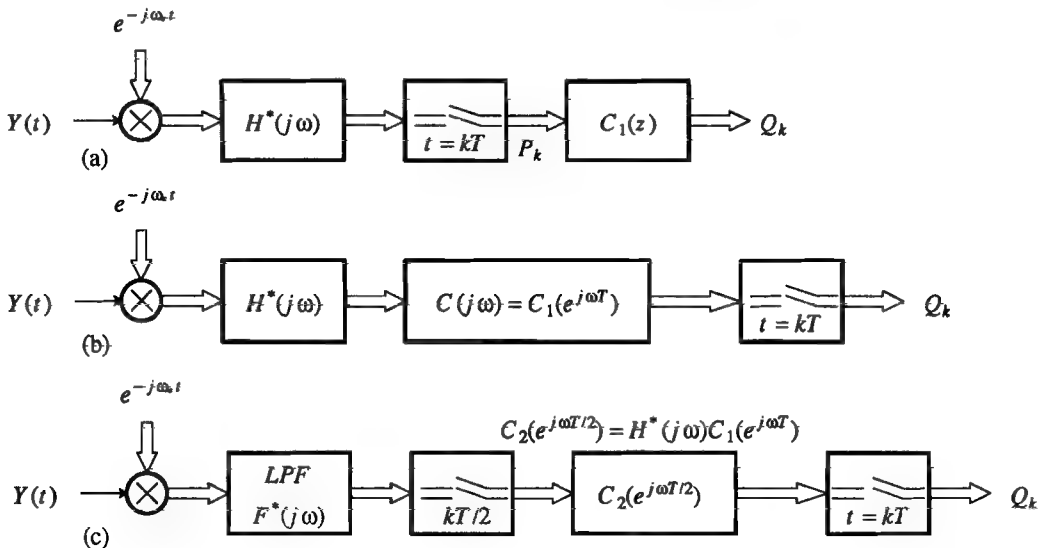 e^{-jω_c t}
Y(t) H^*(jω) t = kT P_k C_1(z) Q_k
(a)
e^{-jω_c t}
Y(t) H^*(jω) C(jω) = C_1(e^{jωT}) t = kT Q_k
(b)
e^{-jω_c t}
C_2(e^{jωT/2}) = H^*(jω)C_1(e^{jωT})
Y(t) LPF F^*(jω) kT/2 C_2(e^{jωT/2}) t = kT Q_k
(c)